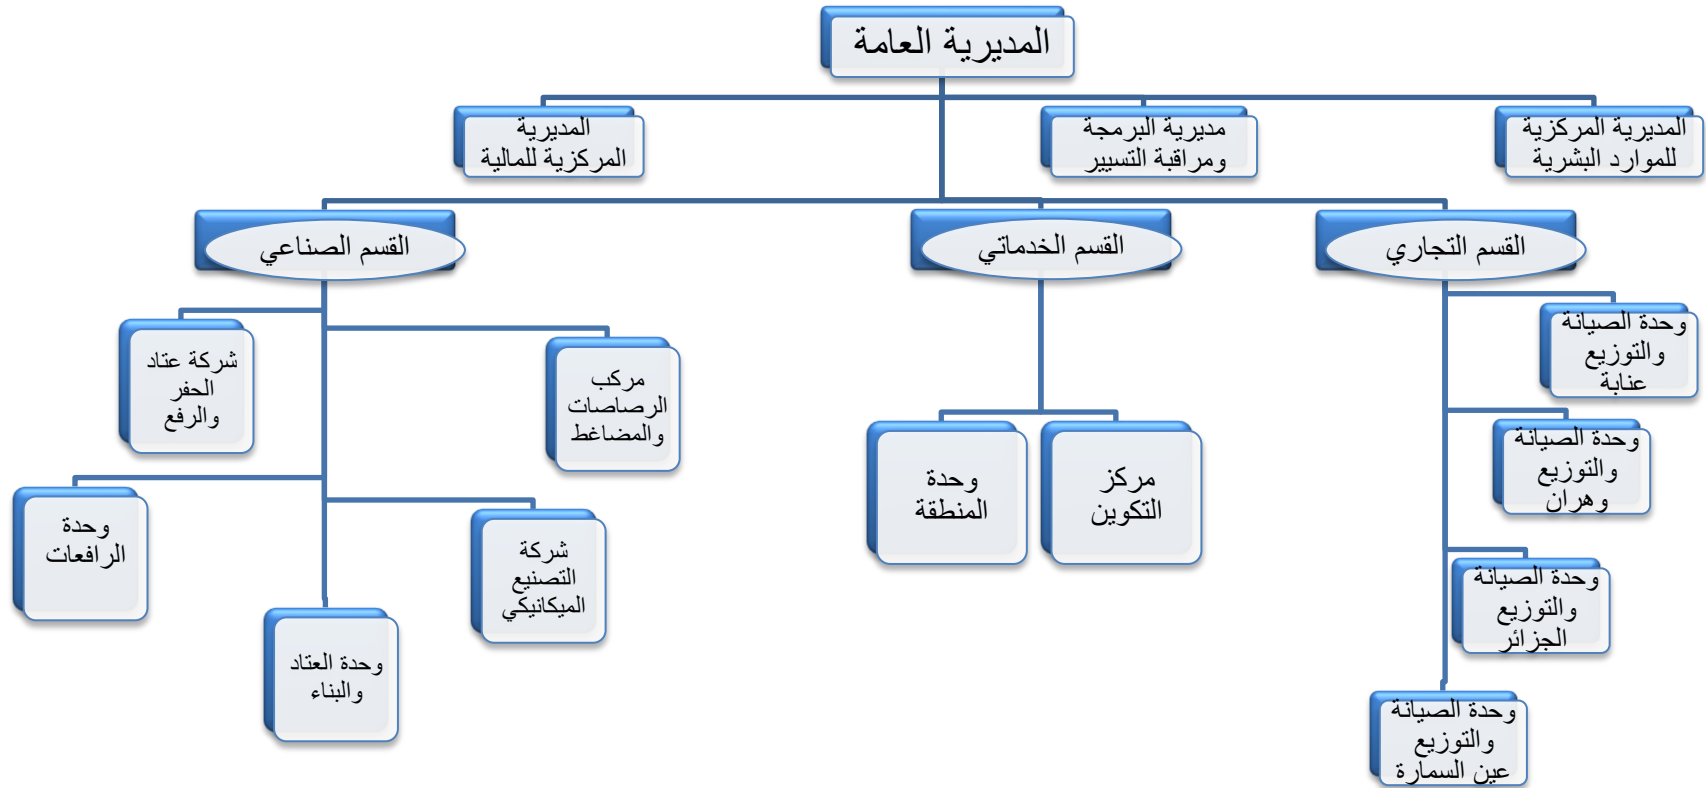 المديرية العامة
المديرية المركزية
للموارد البشرية
مديرية البرمجة
ومراقبة التسيير
المديرية
المركزية للمالية
القسم التجاري
القسم الخدماتي
القسم الصناعي
وحدة الصيانة
والتوزيع
عنابة
وحدة الصيانة
والتوزيع
وهران
وحدة الصيانة
والتوزيع
الجزائر
وحدة الصيانة
والتوزيع
عين السمارة
مركز
التكوين
وحدة
المنطقة
مركب
الرصاصات
والمضاغط
شركة عتاد
الحفر
والرفع
شركة
التصنيع
الميكانيكي
وحدة
الرافعات
وحدة العتاد
والبناء